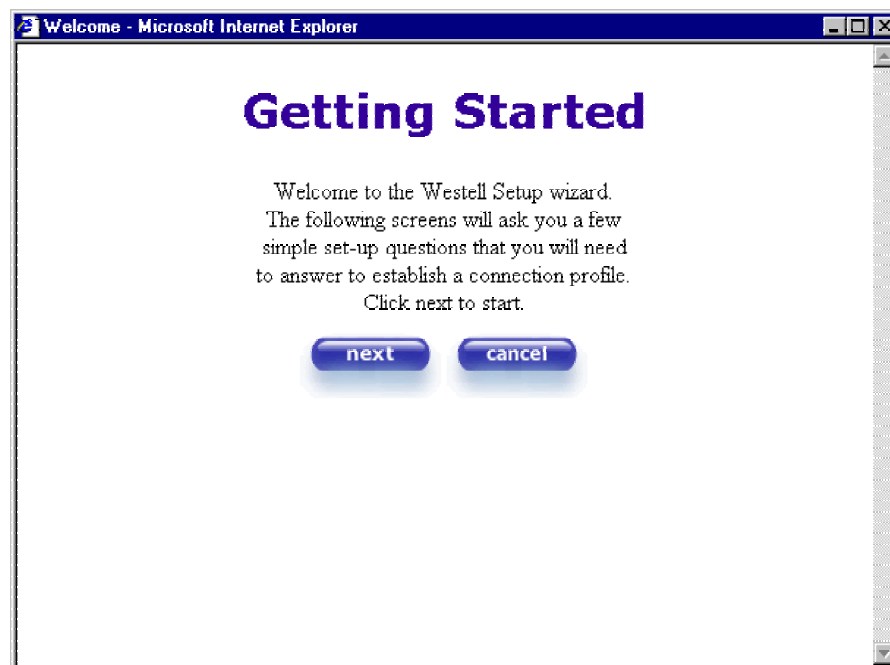 Welcome - Microsoft Internet Explorer
Getting Started
Welcome to the Westell Setup wizard.
The following screens will ask you a few
simple set-up questions that you will need
to answer to establish a connection profile.
Click next to start.
next cancel